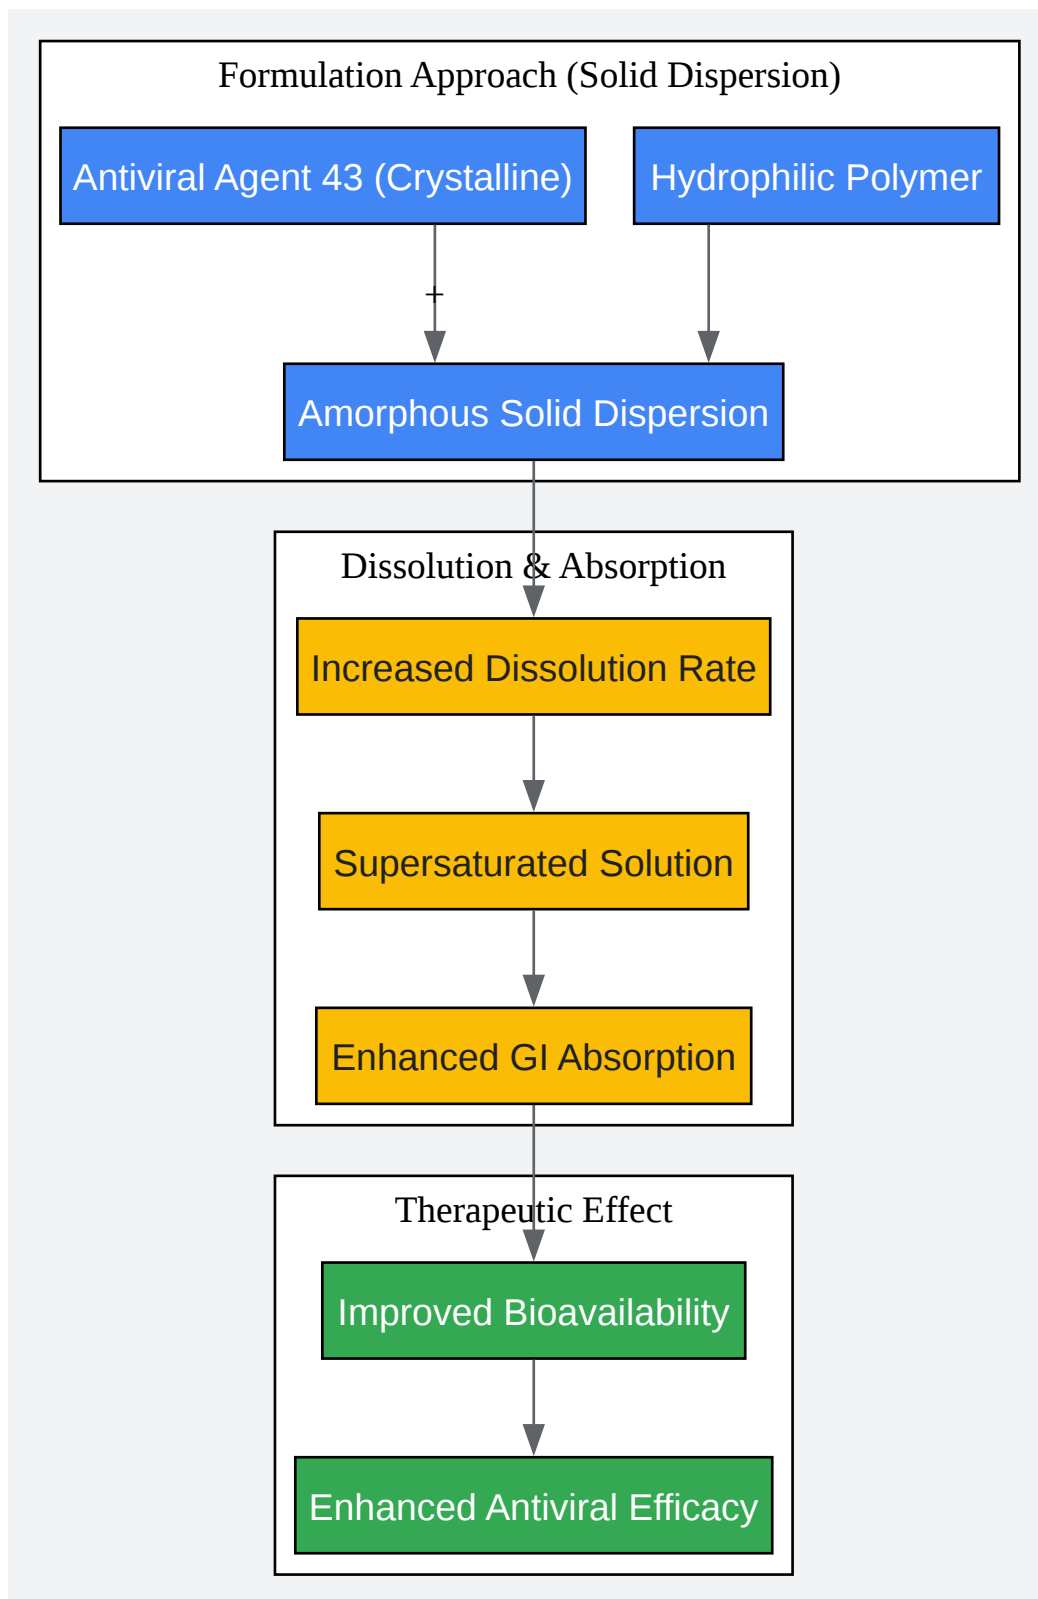 Formulation Approach (Solid Dispersion)
Antiviral Agent 43 (Crystalline)
Hydrophilic Polymer
+
Amorphous Solid Dispersion
Dissolution & Absorption
Increased Dissolution Rate
Supersaturated Solution
Enhanced GI Absorption
Therapeutic Effect
Improved Bioavailability
Enhanced Antiviral Efficacy